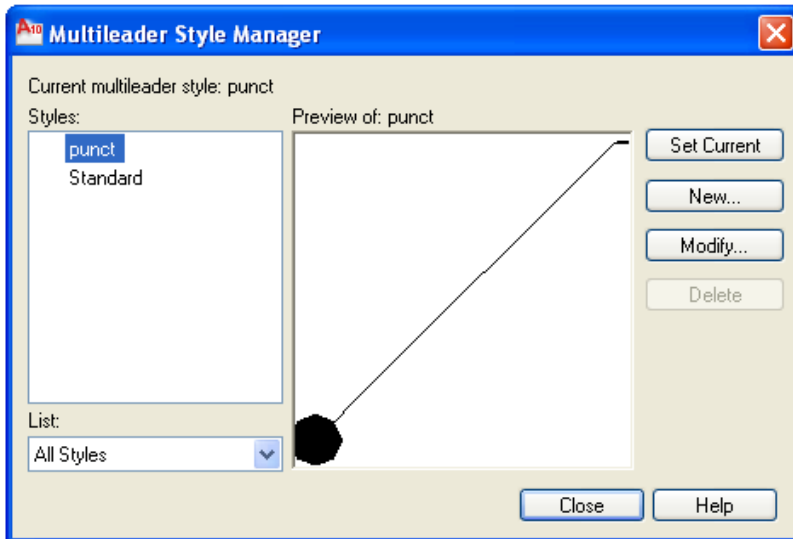 A10 Multileader Style Manager
Current multileader style: punct
Styles:
Preview of: punct
punct
Standard
Set Current
New...
Modify...
Delete
List:
All Styles
Close
Help